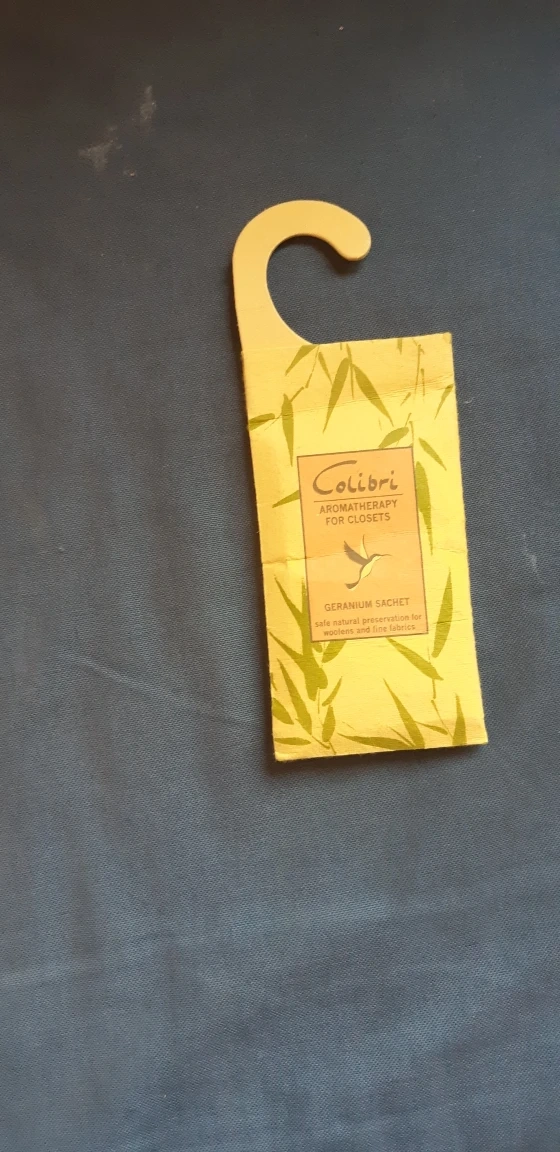 Colibri
AROMATHERAPY
FOR CLOSETS
GERANIUM SACHET
safe natural preservation for
woolens and fine fabrics